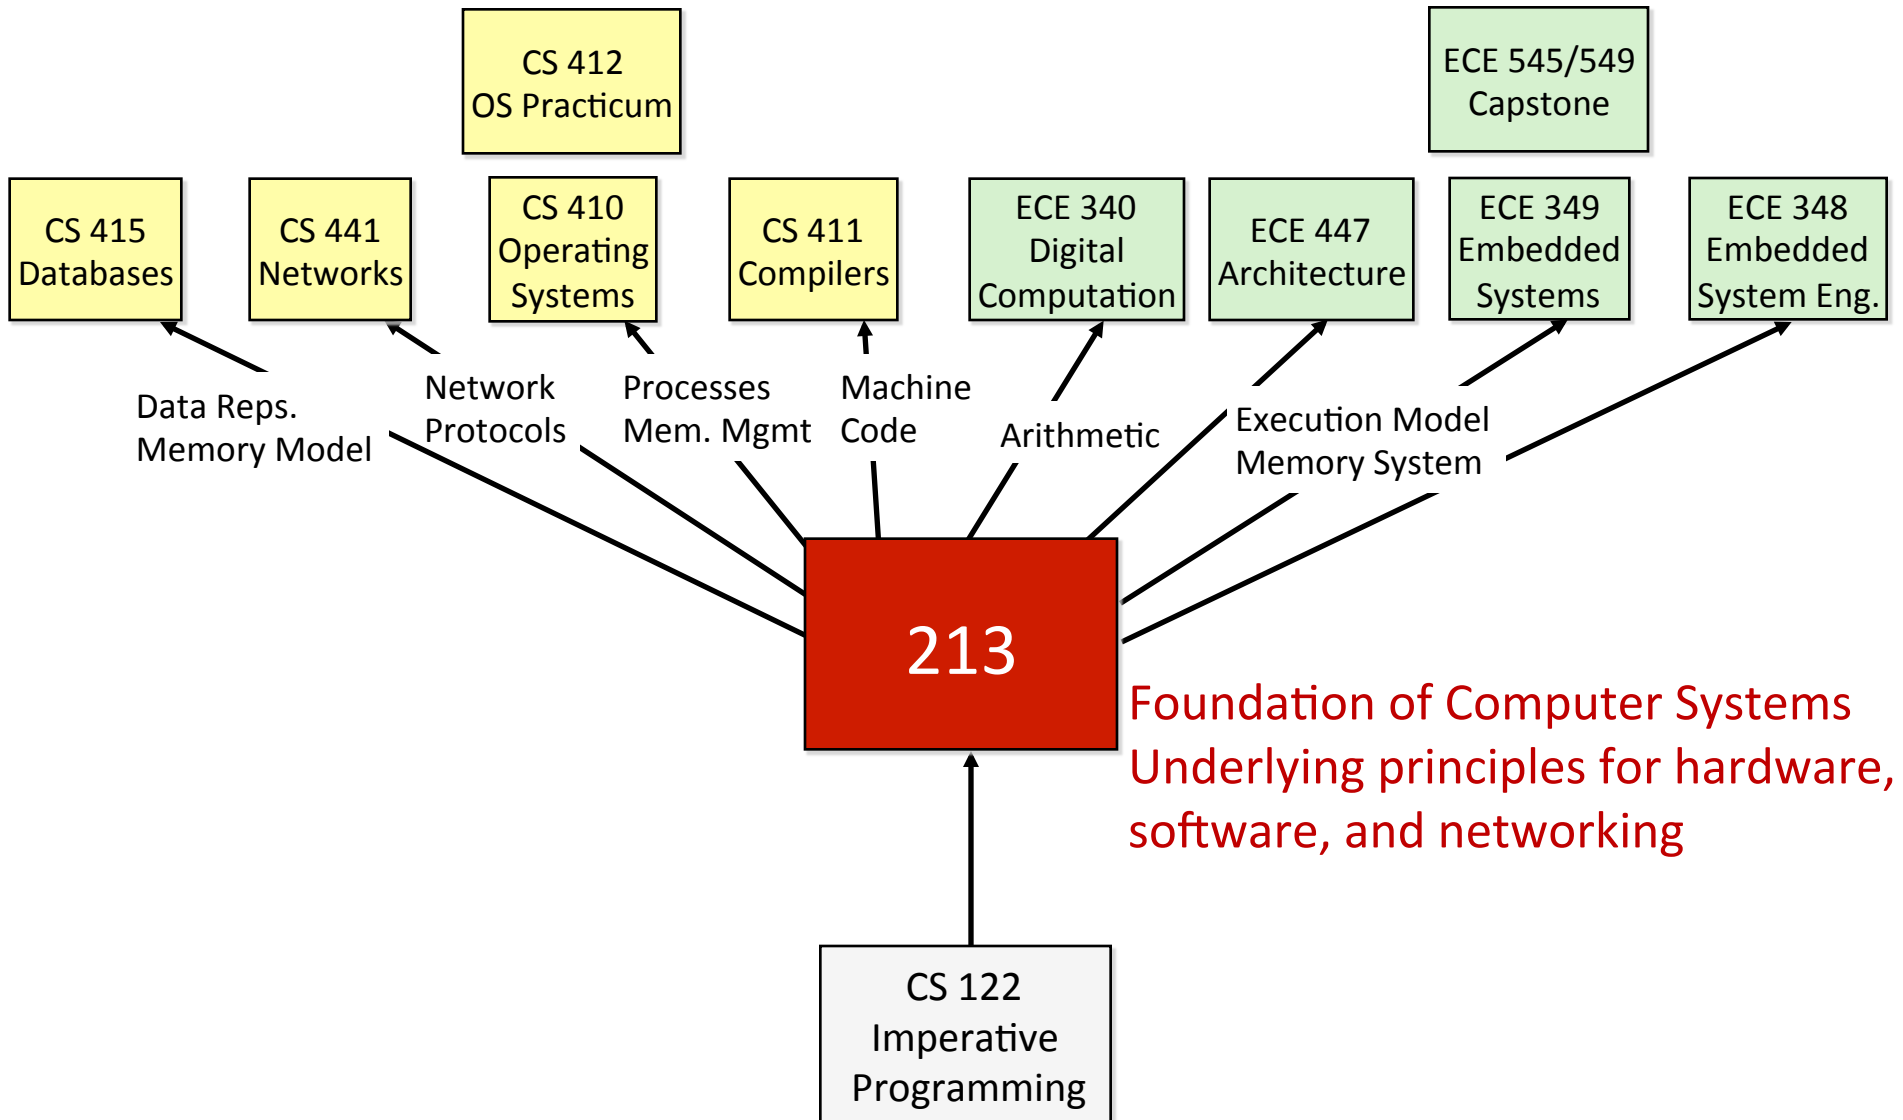 CS 412
OS Practicum
ECE 545/549
Capstone
CS 415
Databases
CS 441
Networks
CS 410
Operating
Systems
CS 411
Compilers
ECE 340
Digital
Computation
ECE 447
Architecture
ECE 349
Embedded
Systems
ECE 348
Embedded
System Eng.
Data Reps.
Memory Model
Network
Protocols
Processes
Mem. Mgmt
Machine
Code
Arithmetic
Execution Model
Memory System
213
Foundation of Computer Systems
Underlying principles for hardware,
software, and networking
CS 122
Imperative
Programming